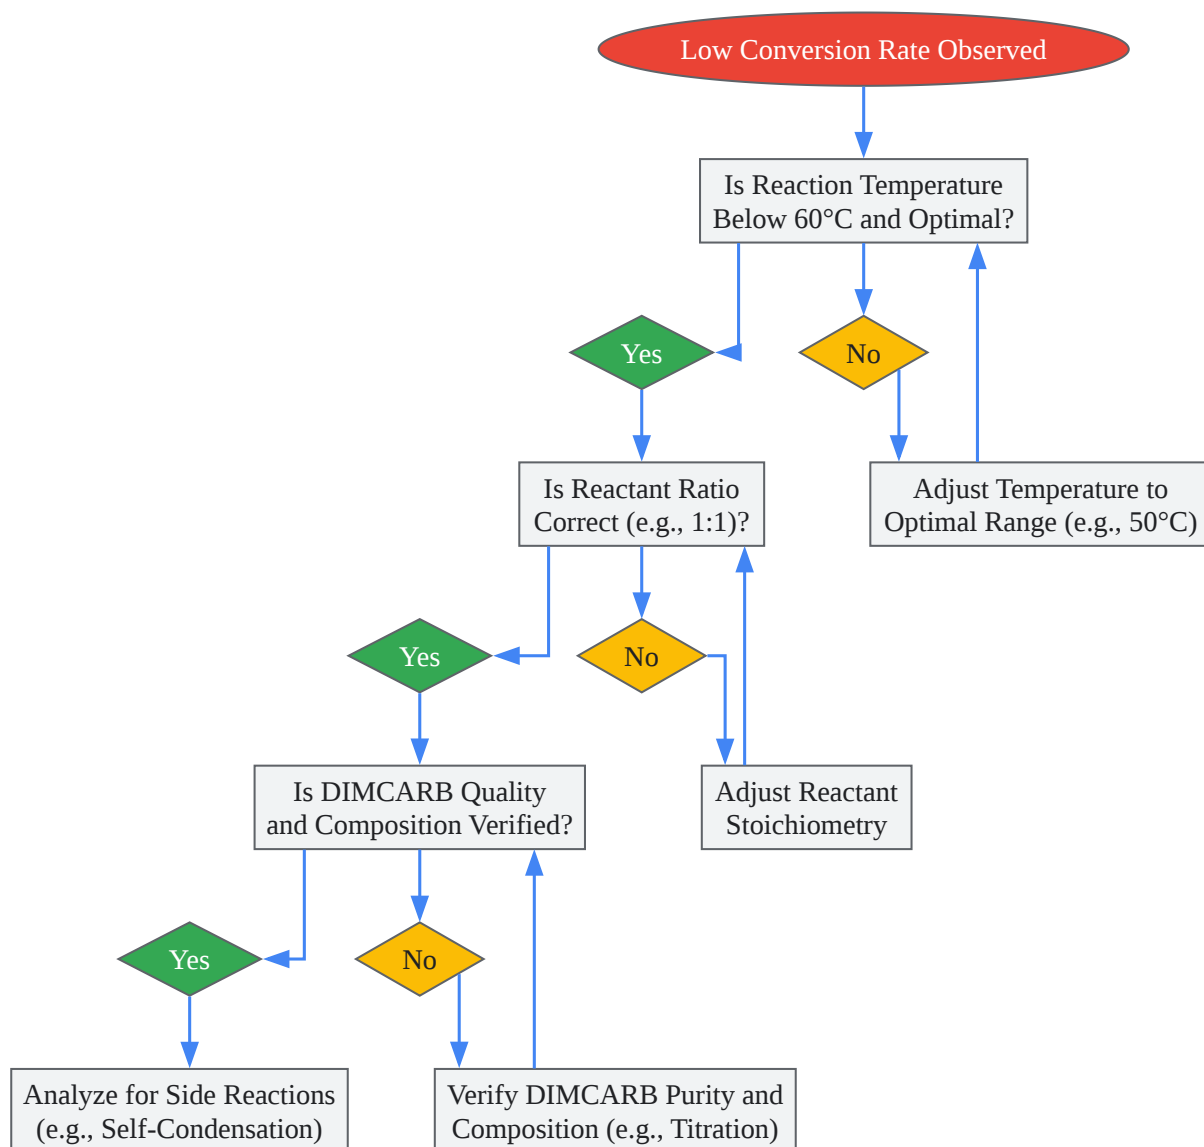 Low Conversion Rate Observed
Is Reaction Temperature
Below 60°C and Optimal?
Yes
No
Is Reactant Ratio
Correct (e.g., 1:1)?
Adjust Temperature to
Optimal Range (e.g., 50°C)
Yes
No
Is DIMCARB Quality
and Composition Verified?
Adjust Reactant
Stoichiometry
Yes
No
Analyze for Side Reactions
(e.g., Self-Condensation)
Verify DIMCARB Purity and
Composition (e.g., Titration)